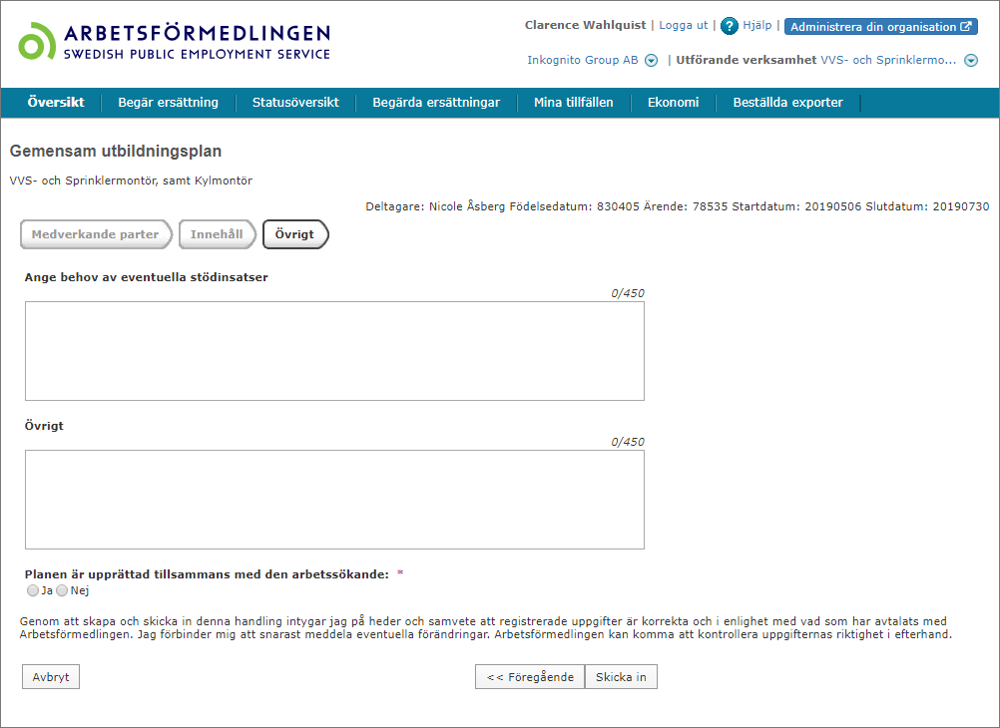 ARBETSFÖRMEDLINGEN
SWEDISH PUBLIC EMPLOYMENT SERVICE
Clarence Wahlquist | Logga ut | ? Hjälp | Administrera din organisation
Inkognito Group AB | Utförande verksamhet VVS- och Sprinklermo...
Översikt Begär ersättning Statusöversikt Begärda ersättningar Mina tillfällen Ekonomi Beställda exporter
Gemensam utbildningsplan
VVS- och Sprinklermontör, samt Kylmontör
Deltagare: Nicole Åsberg Födelsedatum: 830405 Ärende: 78535 Startdatum: 20190506 Slutdatum: 20190730
Medverkande parter Innehåll Övrigt
Ange behov av eventuella stödinsatser
0/450
Övrigt
0/450
Planen är upprättad tillsammans med den arbetssökande: *
Ja Nej
Genom att skapa och skicka in denna handling intygar jag på heder och samvete att registrerade uppgifter är korrekta och i enlighet med vad som har avtalats med
Arbetsförmedlingen. Jag förbinder mig att snarast meddela eventuella förändringar. Arbetsförmedlingen kan komma att kontrollera uppgifternas riktighet i efterhand.
Avbryt << Föregående Skicka in